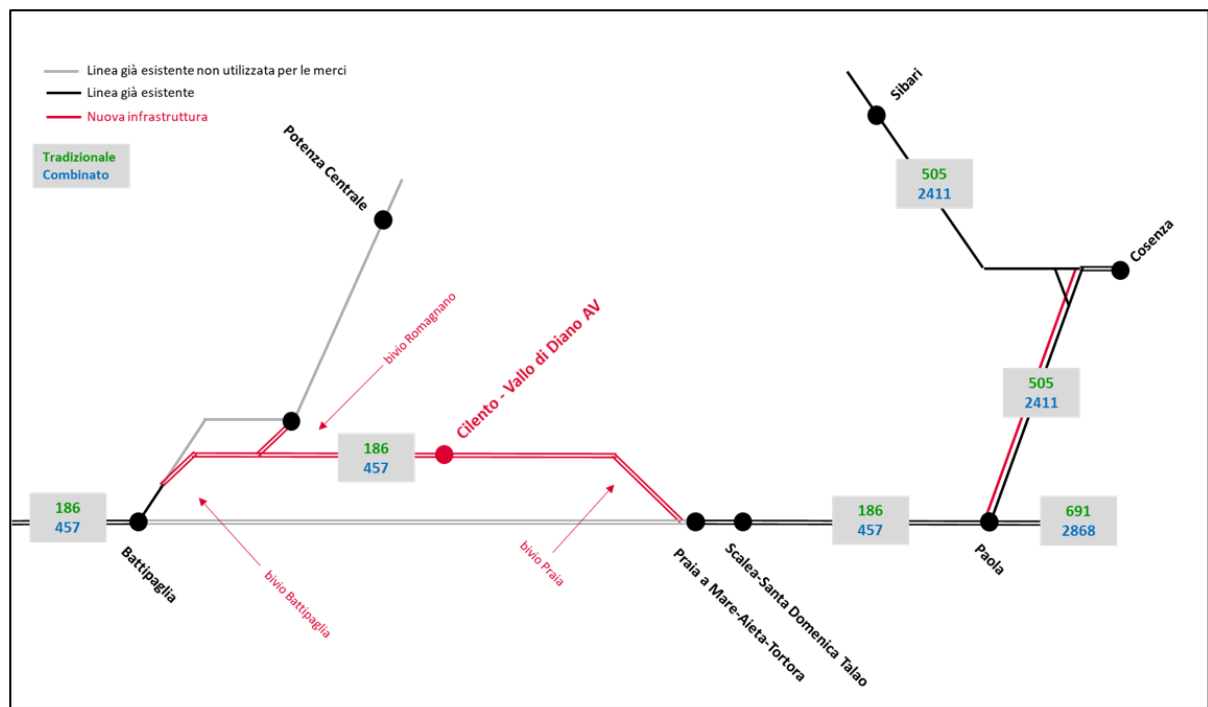 Linea già esistente non utilizzata per le merci
Linea già esistente
Nuova infrastruttura
Tradizionale
Combinato
Potenza Centrale
Sibari
505
2411
Cosenza
bivio Romagnano
Cilento - Vallo di Diano AV
505
2411
186
457
186
457
Battipaglia
bivio Battipaglia
bivio Praia
Praia a Mare-Aieta-Tortora
Scalea-Santa Domenica Talao
186
457
Paola
691
2868